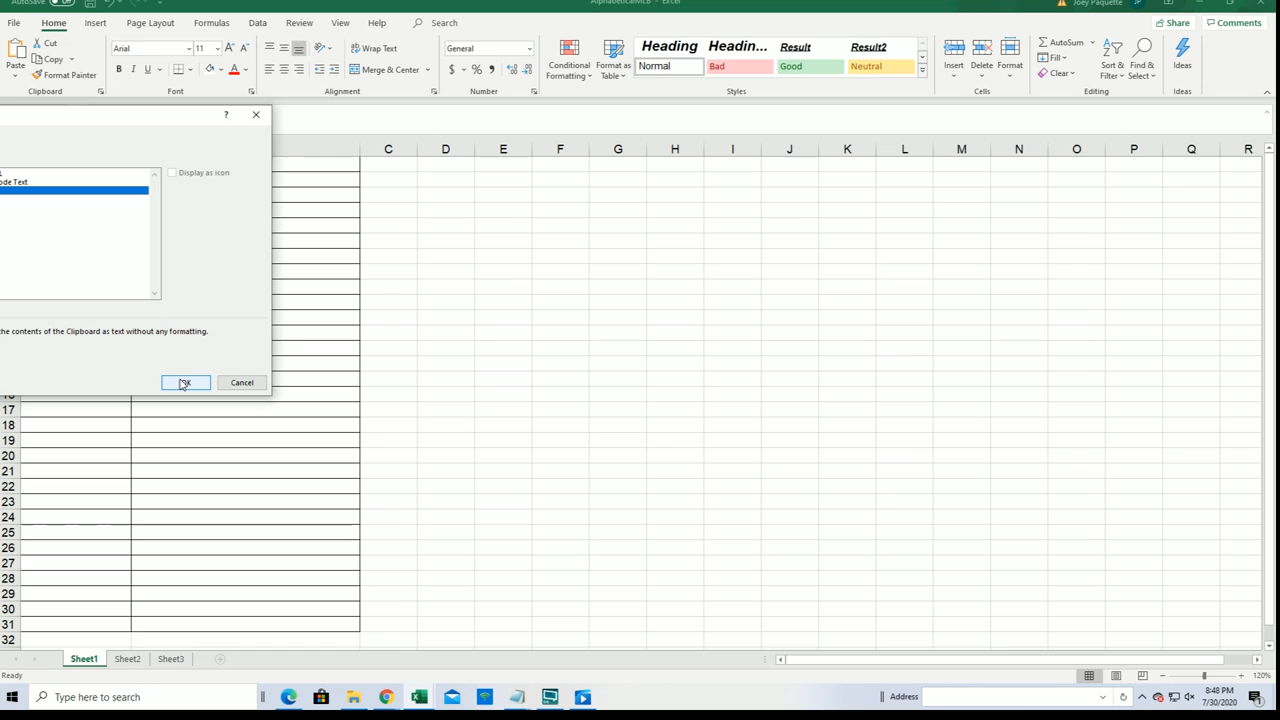 AutoSave
AlphabeticalMLB - Excel
Joey Paquette
JP
File Home Insert Page Layout Formulas Data Review View Help Search
Share Comments
Paste
Cut
Copy
Format Painter
Clipboard
Arial 11
B I U
Font
Wrap Text
Merge & Center
Alignment
General
$ % ,
Number
Conditional Formatting
Format as Table
Heading Headin... Result Result2
Normal Bad Good Neutral
Styles
Insert Delete Format
Cells
AutoSum
Fill
Clear
Sort & Filter
Find & Select
Editing
Ideas
Ideas
?
Display as icon
ode Text
the contents of the Clipboard as text without any formatting.
OK Cancel
C D E F G H I J K L M N O P Q R
16
17
18
19
20
21
22
23
24
25
26
27
28
29
30
31
32
Sheet1 Sheet2 Sheet3
Ready
120%
Type here to search
Address
8:48 PM
7/30/2020